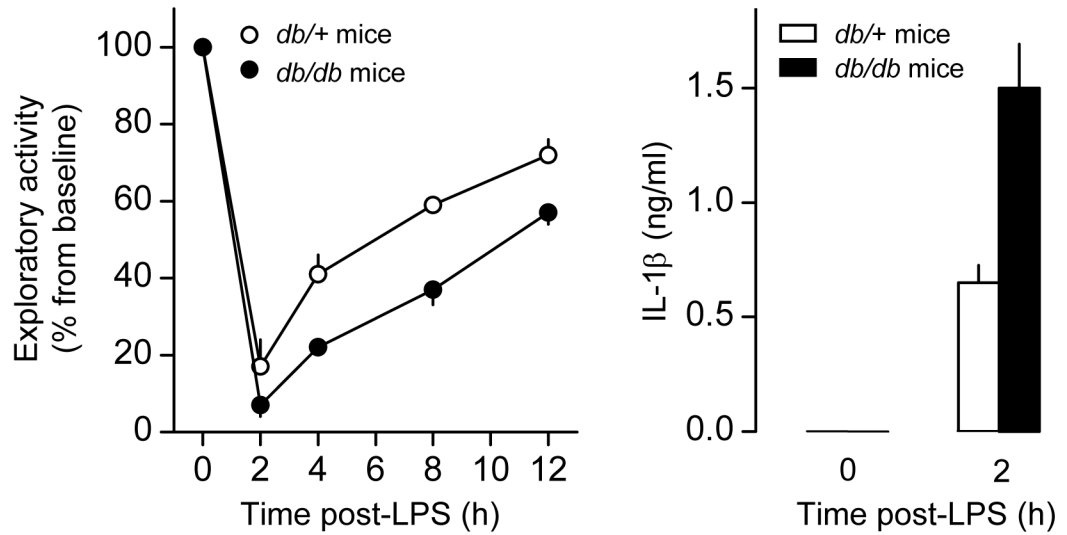 db/+ mice
db/db mice
Exploratory activity
(% from baseline)
100
80
60
40
20
0
0 2 4 6 8 10 12
Time post-LPS (h)
db/+ mice
db/db mice
IL-1β (ng/ml)
1.5
1.0
0.5
0.0
0 2
Time post-LPS (h)